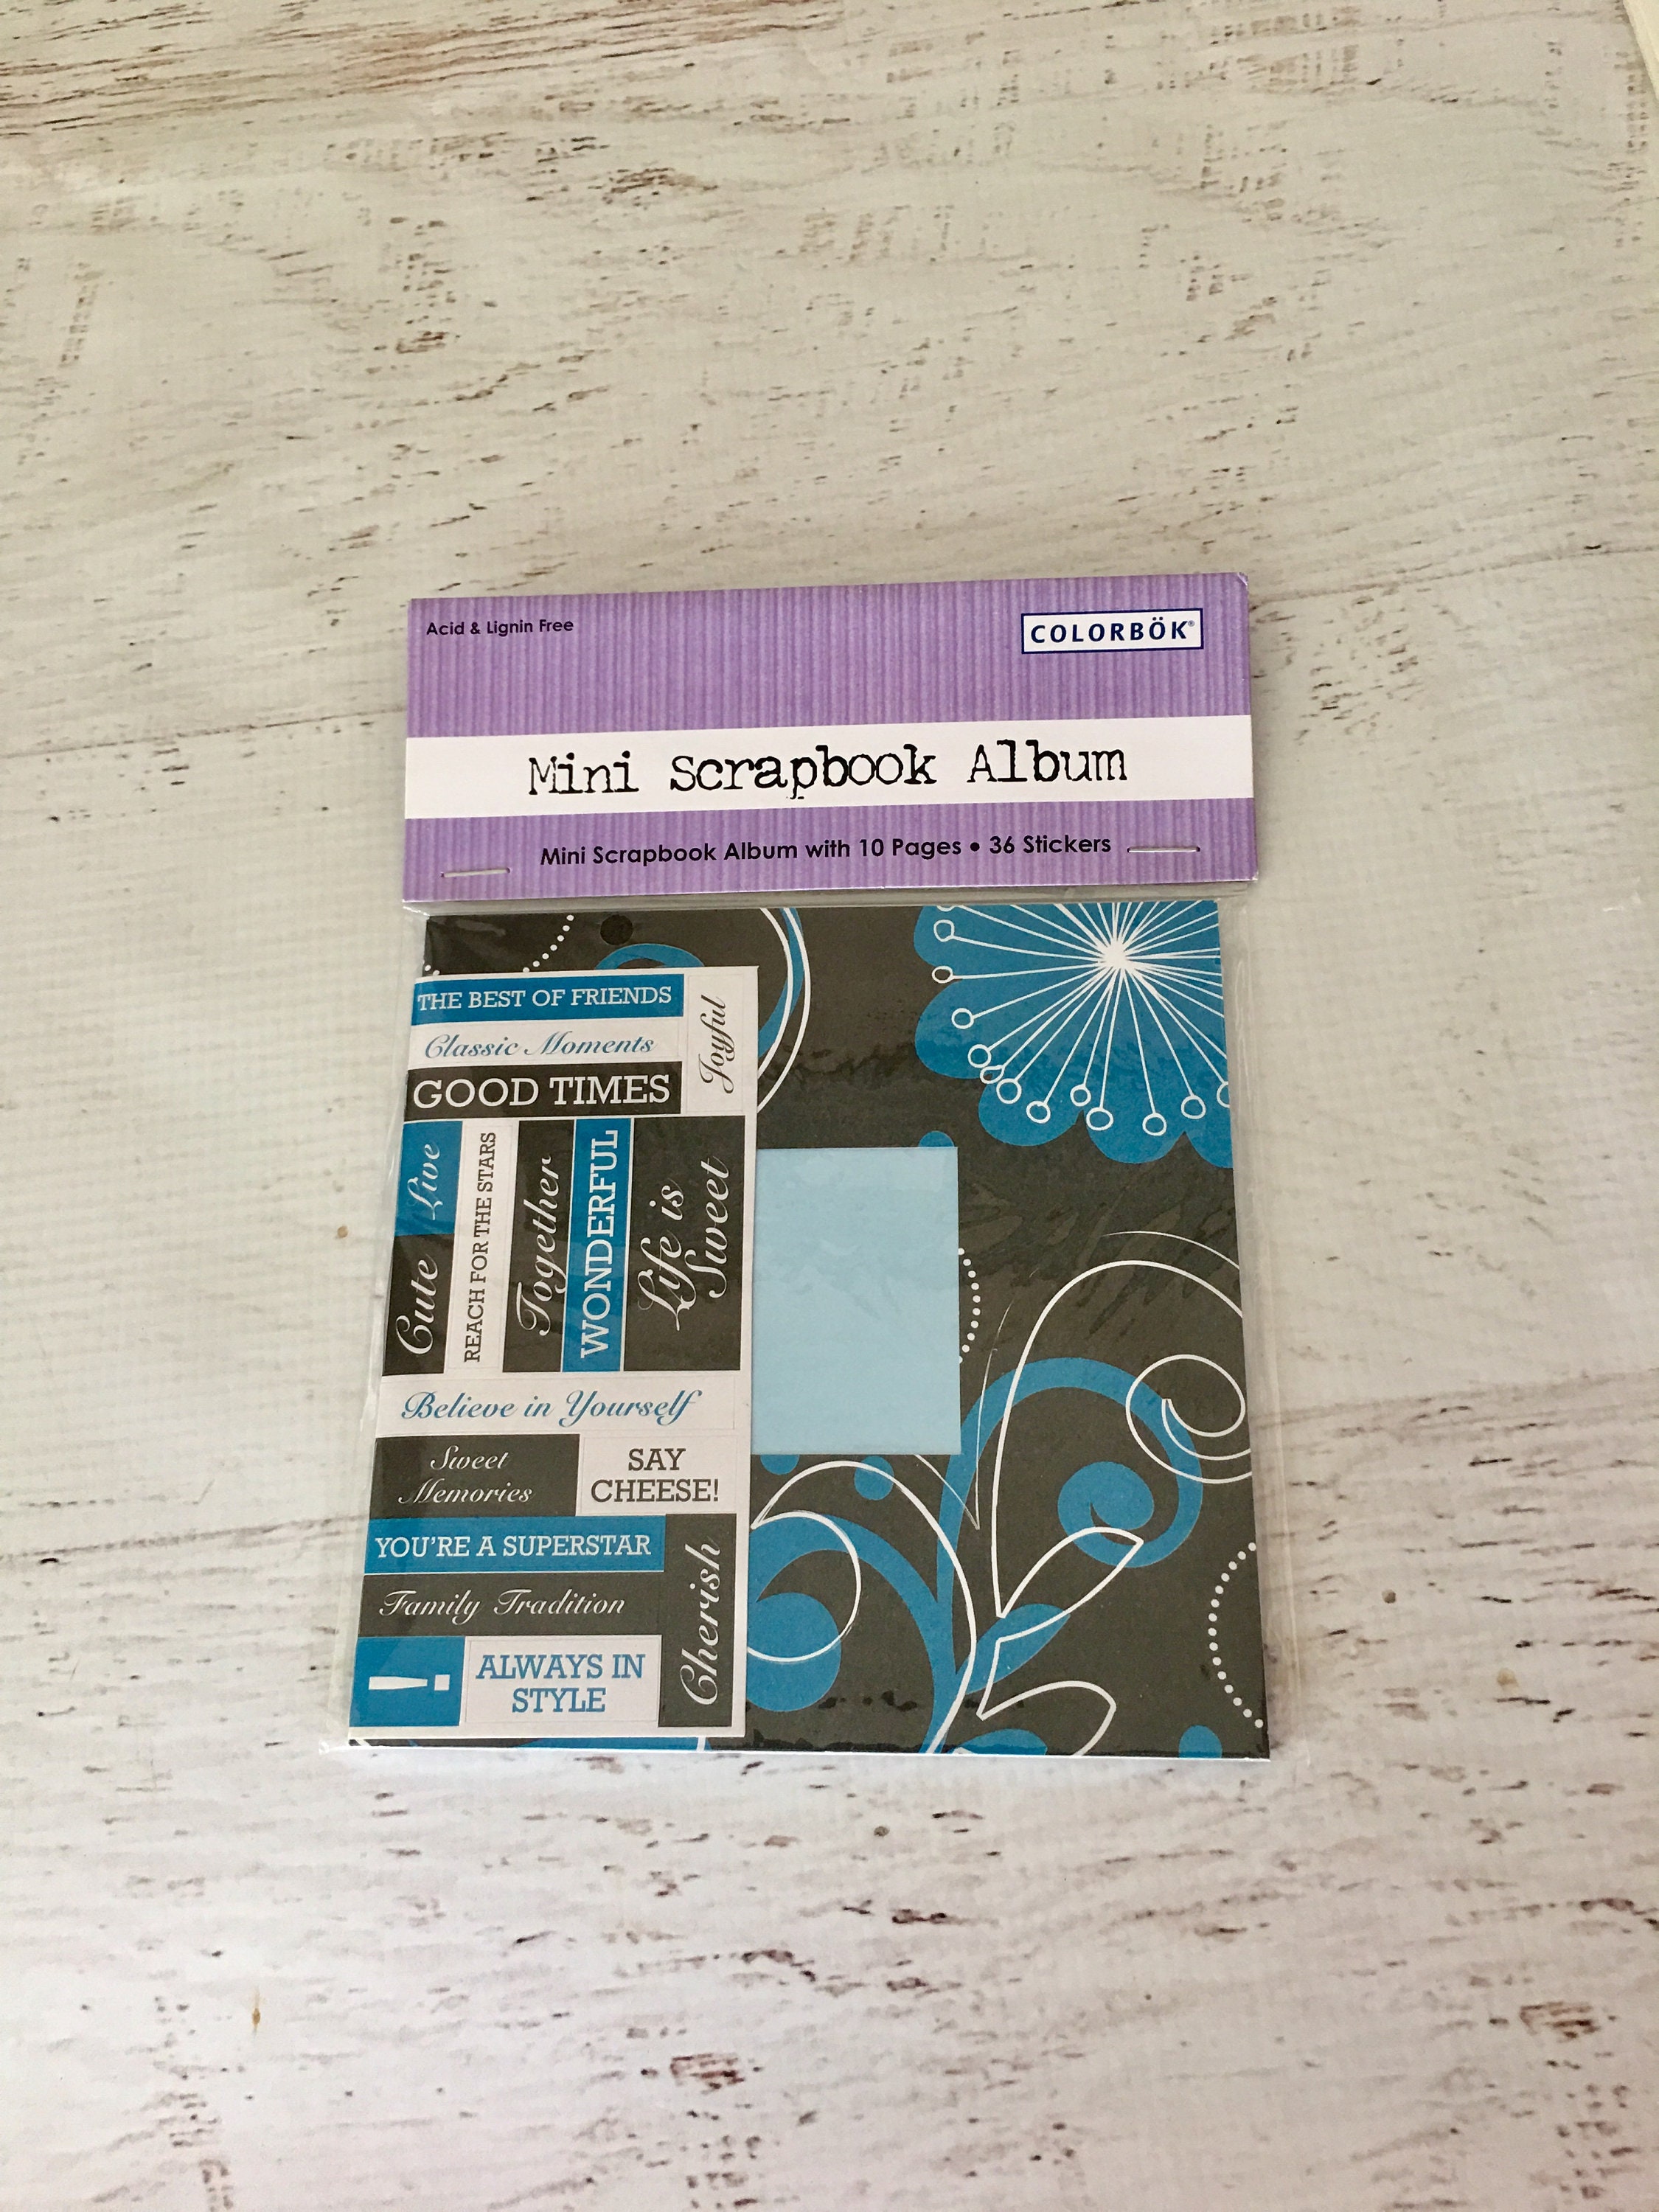 Acid & Lignin Free
COLORBÖK®
Mini Scrapbook Album
Mini Scrapbook Album with 10 Pages • 36 Stickers
THE BEST OF FRIENDS
Classic Moments
GOOD TIMES
Joyful
Live
Cute
REACH FOR THE STARS
Together
WONDERFUL
Life is
Sweet
Believe in Yourself
Sweet
Memories
SAY
CHEESE!
YOU'RE A SUPERSTAR
Family Tradition
Cherish
!
ALWAYS IN
STYLE